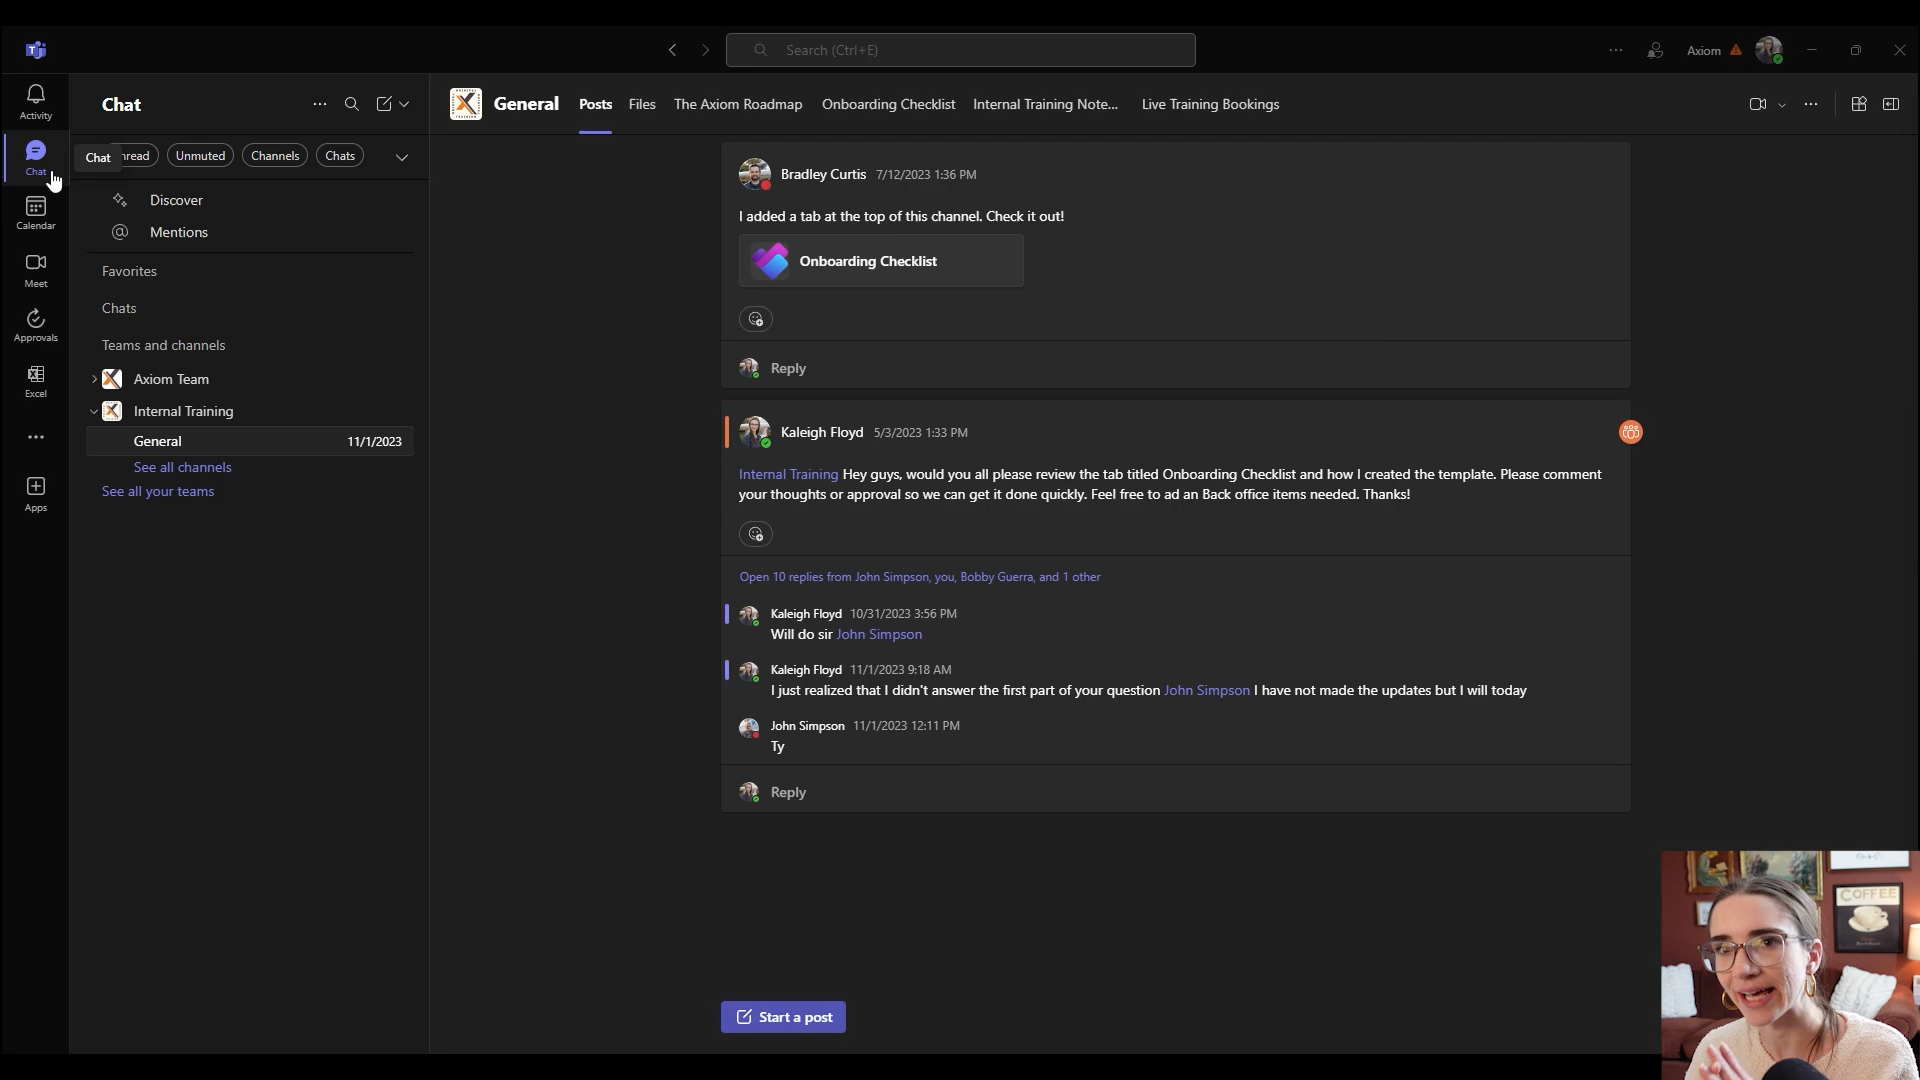 Search (Ctrl+E)
Axiom
Activity
Chat
Calendar
Meet
Approvals
Excel
Apps
Chat
Chat
Unmuted
Channels
Chats
Discover
Mentions
Favorites
Chats
Teams and channels
Axiom Team
Internal Training
General 11/1/2023
See all channels
See all your teams
General Posts Files The Axiom Roadmap Onboarding Checklist Internal Training Note... Live Training Bookings
Bradley Curtis 7/12/2023 1:36 PM
I added a tab at the top of this channel. Check it out!
Onboarding Checklist
Reply
Kaleigh Floyd 5/3/2023 1:33 PM
Internal Training Hey guys, would you all please review the tab titled Onboarding Checklist and how I created the template. Please comment
your thoughts or approval so we can get it done quickly. Feel free to ad an Back office items needed. Thanks!
Open 10 replies from John Simpson, you, Bobby Guerra, and 1 other
Kaleigh Floyd 10/31/2023 3:56 PM
Will do sir John Simpson
Kaleigh Floyd 11/1/2023 9:18 AM
I just realized that I didn't answer the first part of your question John Simpson I have not made the updates but I will today
John Simpson 11/1/2023 12:11 PM
Ty
Reply
Start a post
COFFEE